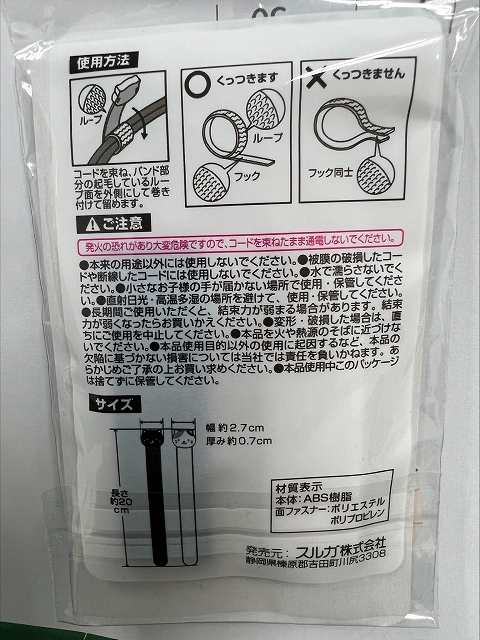 使用方法
ループ
コードを束ね、バンド部
分の起毛しているルー
プ面を外側にして巻き
付けて留めます。
くっつきます
ループ
フック
くっつきません
フック同士
ご注意
発火の恐れがあり大変危険ですので、コードを束ねたまま通電しないでください。
●本来の用途以外には使用しないでください。●被膜の破損したコー
ドや断線したコードには使用しないでください。●水で濡らさないでく
ださい。●小さなお子様の手が届かない場所で使用・保管してくださ
い。●直射日光・高温多湿の場所を避けて、使用・保管してください。
●長期間ご使用いただくと、結束力が弱まる場合があります。結束
力が弱くなったらお買いかえください。●変形・破損した場合は、直
ちにご使用を中止してください。●本品を火や熱源のそばに近づけな
いでください。●本品使用目的以外の使用に起因するなど、本品の
欠陥に基づかない損害については当社では責任を負いかねます。あ
らかじめご了承の上お買い求めください。●本品使用中このパッケージ
は捨てずに保管してください。
サイズ
幅 約2.7cm
厚み約0.7cm
長さ
約20
cm
材質表示
本体:ABS樹脂
面ファスナー:ポリエステル
ポリプロピレン
発売元: スルガ株式会社
静岡県榛原郡吉田町川尻3308